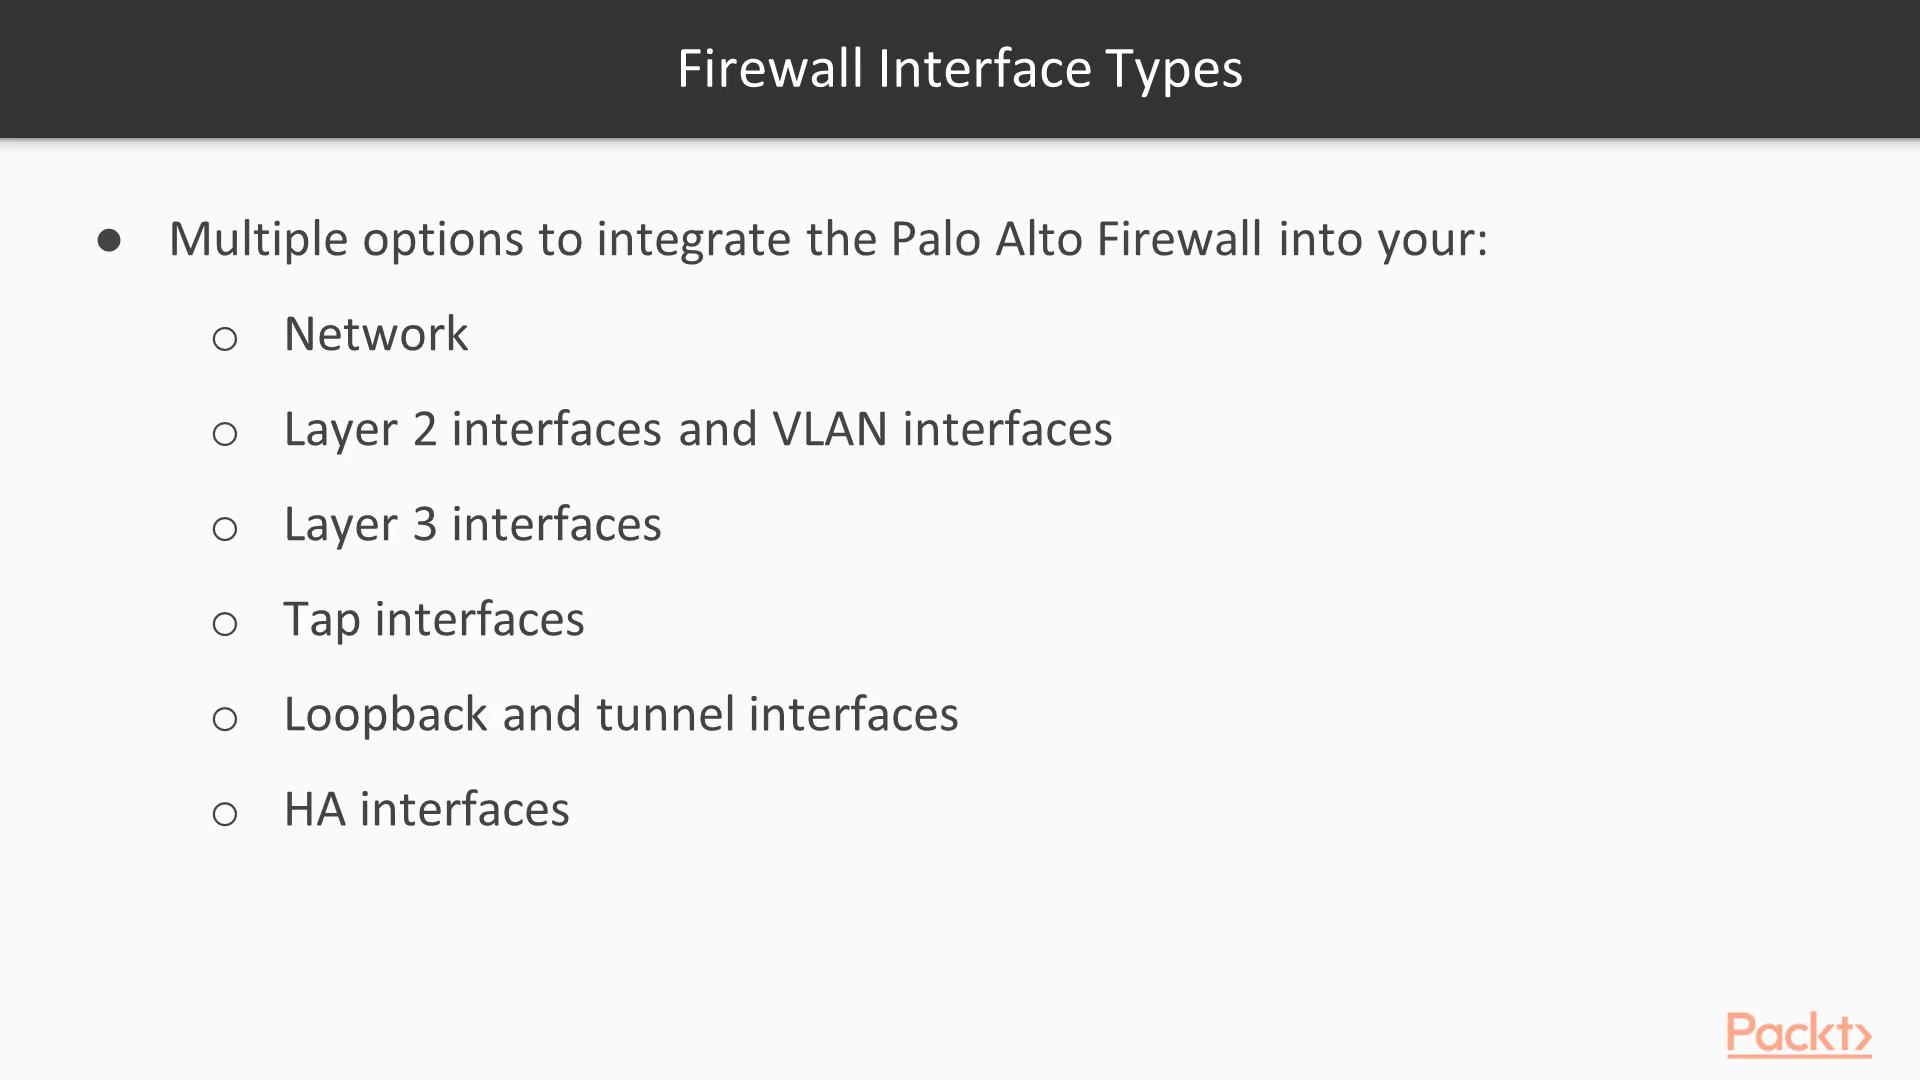 Firewall Interface Types
● Multiple options to integrate the Palo Alto Firewall into your:
○ Network
○ Layer 2 interfaces and VLAN interfaces
○ Layer 3 interfaces
○ Tap interfaces
○ Loopback and tunnel interfaces
○ HA interfaces
Packt>